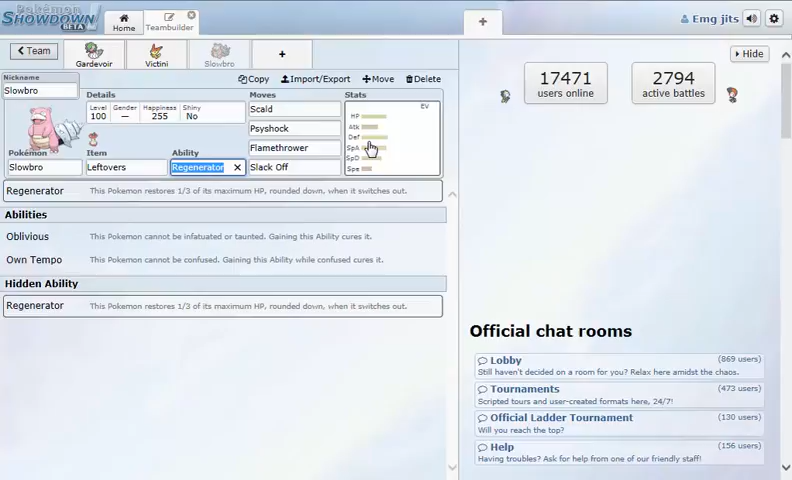 Pokémon
SHOWDOWN
BETA
Home
Teambuilder
+
Emg jits
Team
Gardevoir
Victini
Slowbro
+
Hide
Nickname
Slowbro
Copy
Import/Export
Move
Delete
Details
Level
100
Gender
—
Happiness
255
Shiny
No
Moves
Scald
Psyshock
Flamethrower
Slack Off
Stats
EV
HP
Atk
Def
SpA
SpD
Spe
Pokémon
Slowbro
Item
Leftovers
Ability
Regenerator
17471
users online
2794
active battles
Regenerator This Pokemon restores 1/3 of its maximum HP, rounded down, when it switches out.
Abilities
Oblivious This Pokemon cannot be infatuated or taunted. Gaining this Ability cures it.
Own Tempo This Pokemon cannot be confused. Gaining this Ability while confused cures it.
Hidden Ability
Regenerator This Pokemon restores 1/3 of its maximum HP, rounded down, when it switches out.
Official chat rooms
Lobby (869 users)
Still haven't decided on a room for you? Relax here amidst the chaos.
Tournaments (473 users)
Scripted tours and user-created formats here, 24/7!
Official Ladder Tournament (130 users)
Will you reach the top?
Help (156 users)
Having troubles? Ask for help from one of our friendly staff!